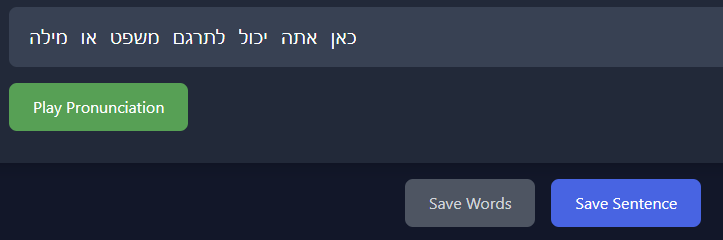 כאן אתה יכול לתרגם משפט או מילה
Play Pronunciation
Save Words
Save Sentence